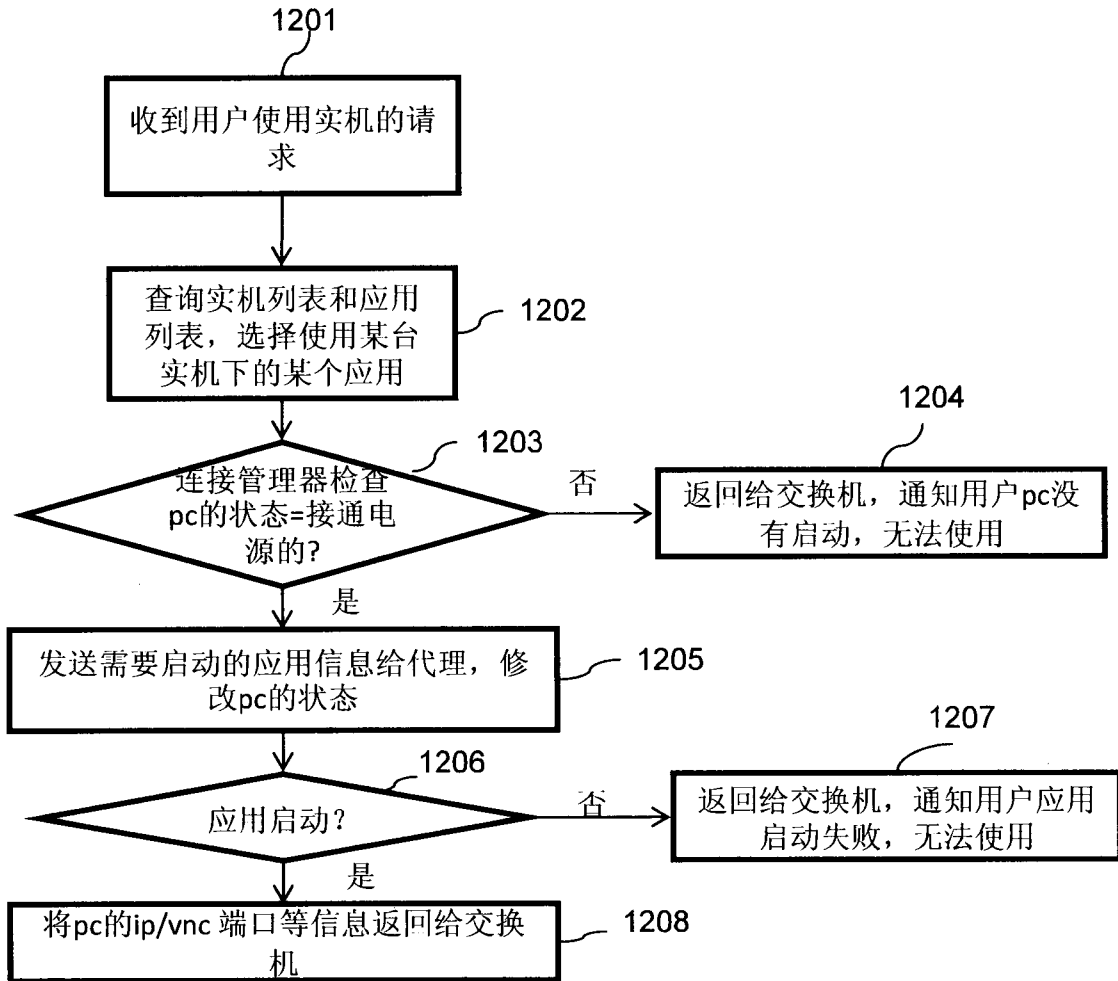 1201
收到用户使用实机的请
求
查询实机列表和应用
列表，选择使用某台
实机下的某个应用
1202
1203
连接管理器检查
pc的状态=接通电
源的?
否
1204
返回给交换机，通知用户pc没
有启动，无法使用
是
发送需要启动的应用信息给代理，修
改pc的状态
1205
1206
应用启动？
否
1207
返回给交换机，通知用户应用
启动失败，无法使用
是
将pc的ip/vnc 端口等信息返回给交换
机
1208